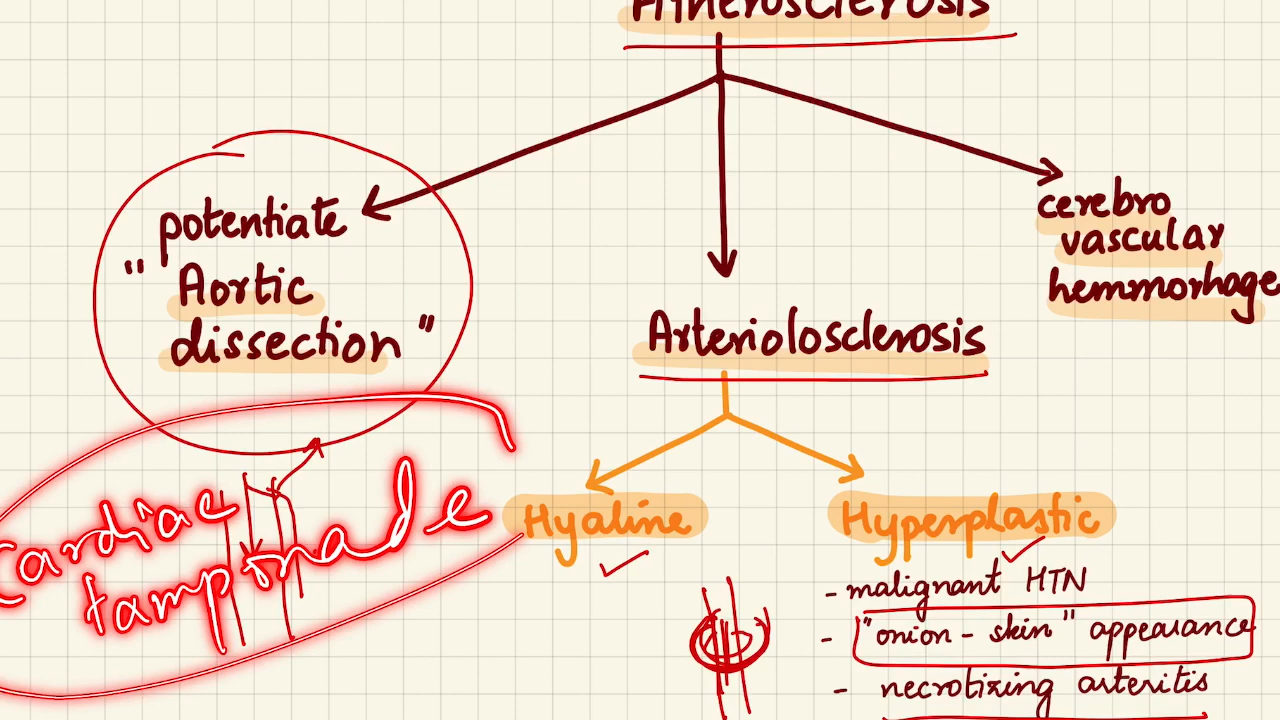 Atherosclerosis
potentiate
" Aortic
dissection "
cerebro
vascular
hemmorhage
Arteriolosclerosis
Cardiac
tamponade
Hyaline
Hyperplastic
- malignant HTN
- "onion - skin" appearance
- necrotizing arteritis